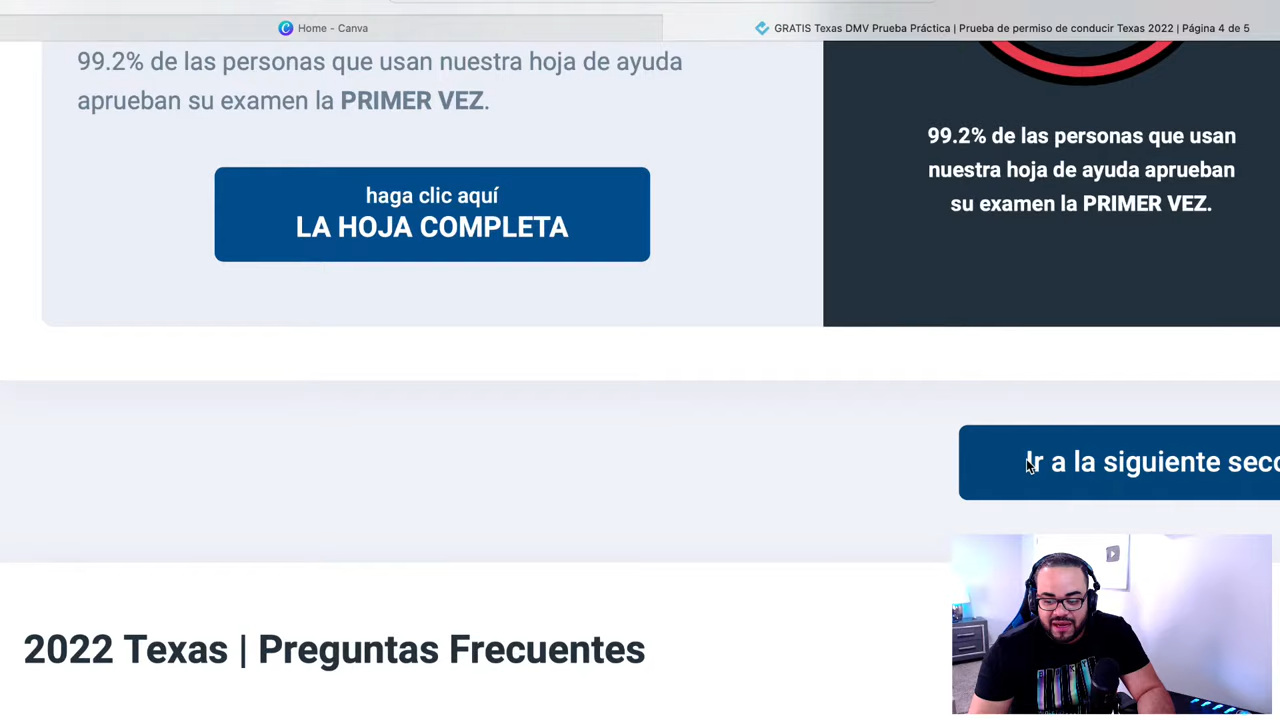 Home – Canva
GRATIS Texas DMV Prueba Práctica | Prueba de permiso de conducir Texas 2022 | Página 4 de 5
99.2% de las personas que usan nuestra hoja de ayuda
aprueban su examen la PRIMER VEZ.
haga clic aquí
LA HOJA COMPLETA
99.2% de las personas que usan
nuestra hoja de ayuda aprueban
su examen la PRIMER VEZ.
Ir a la siguiente
2022 Texas | Preguntas Frecuentes